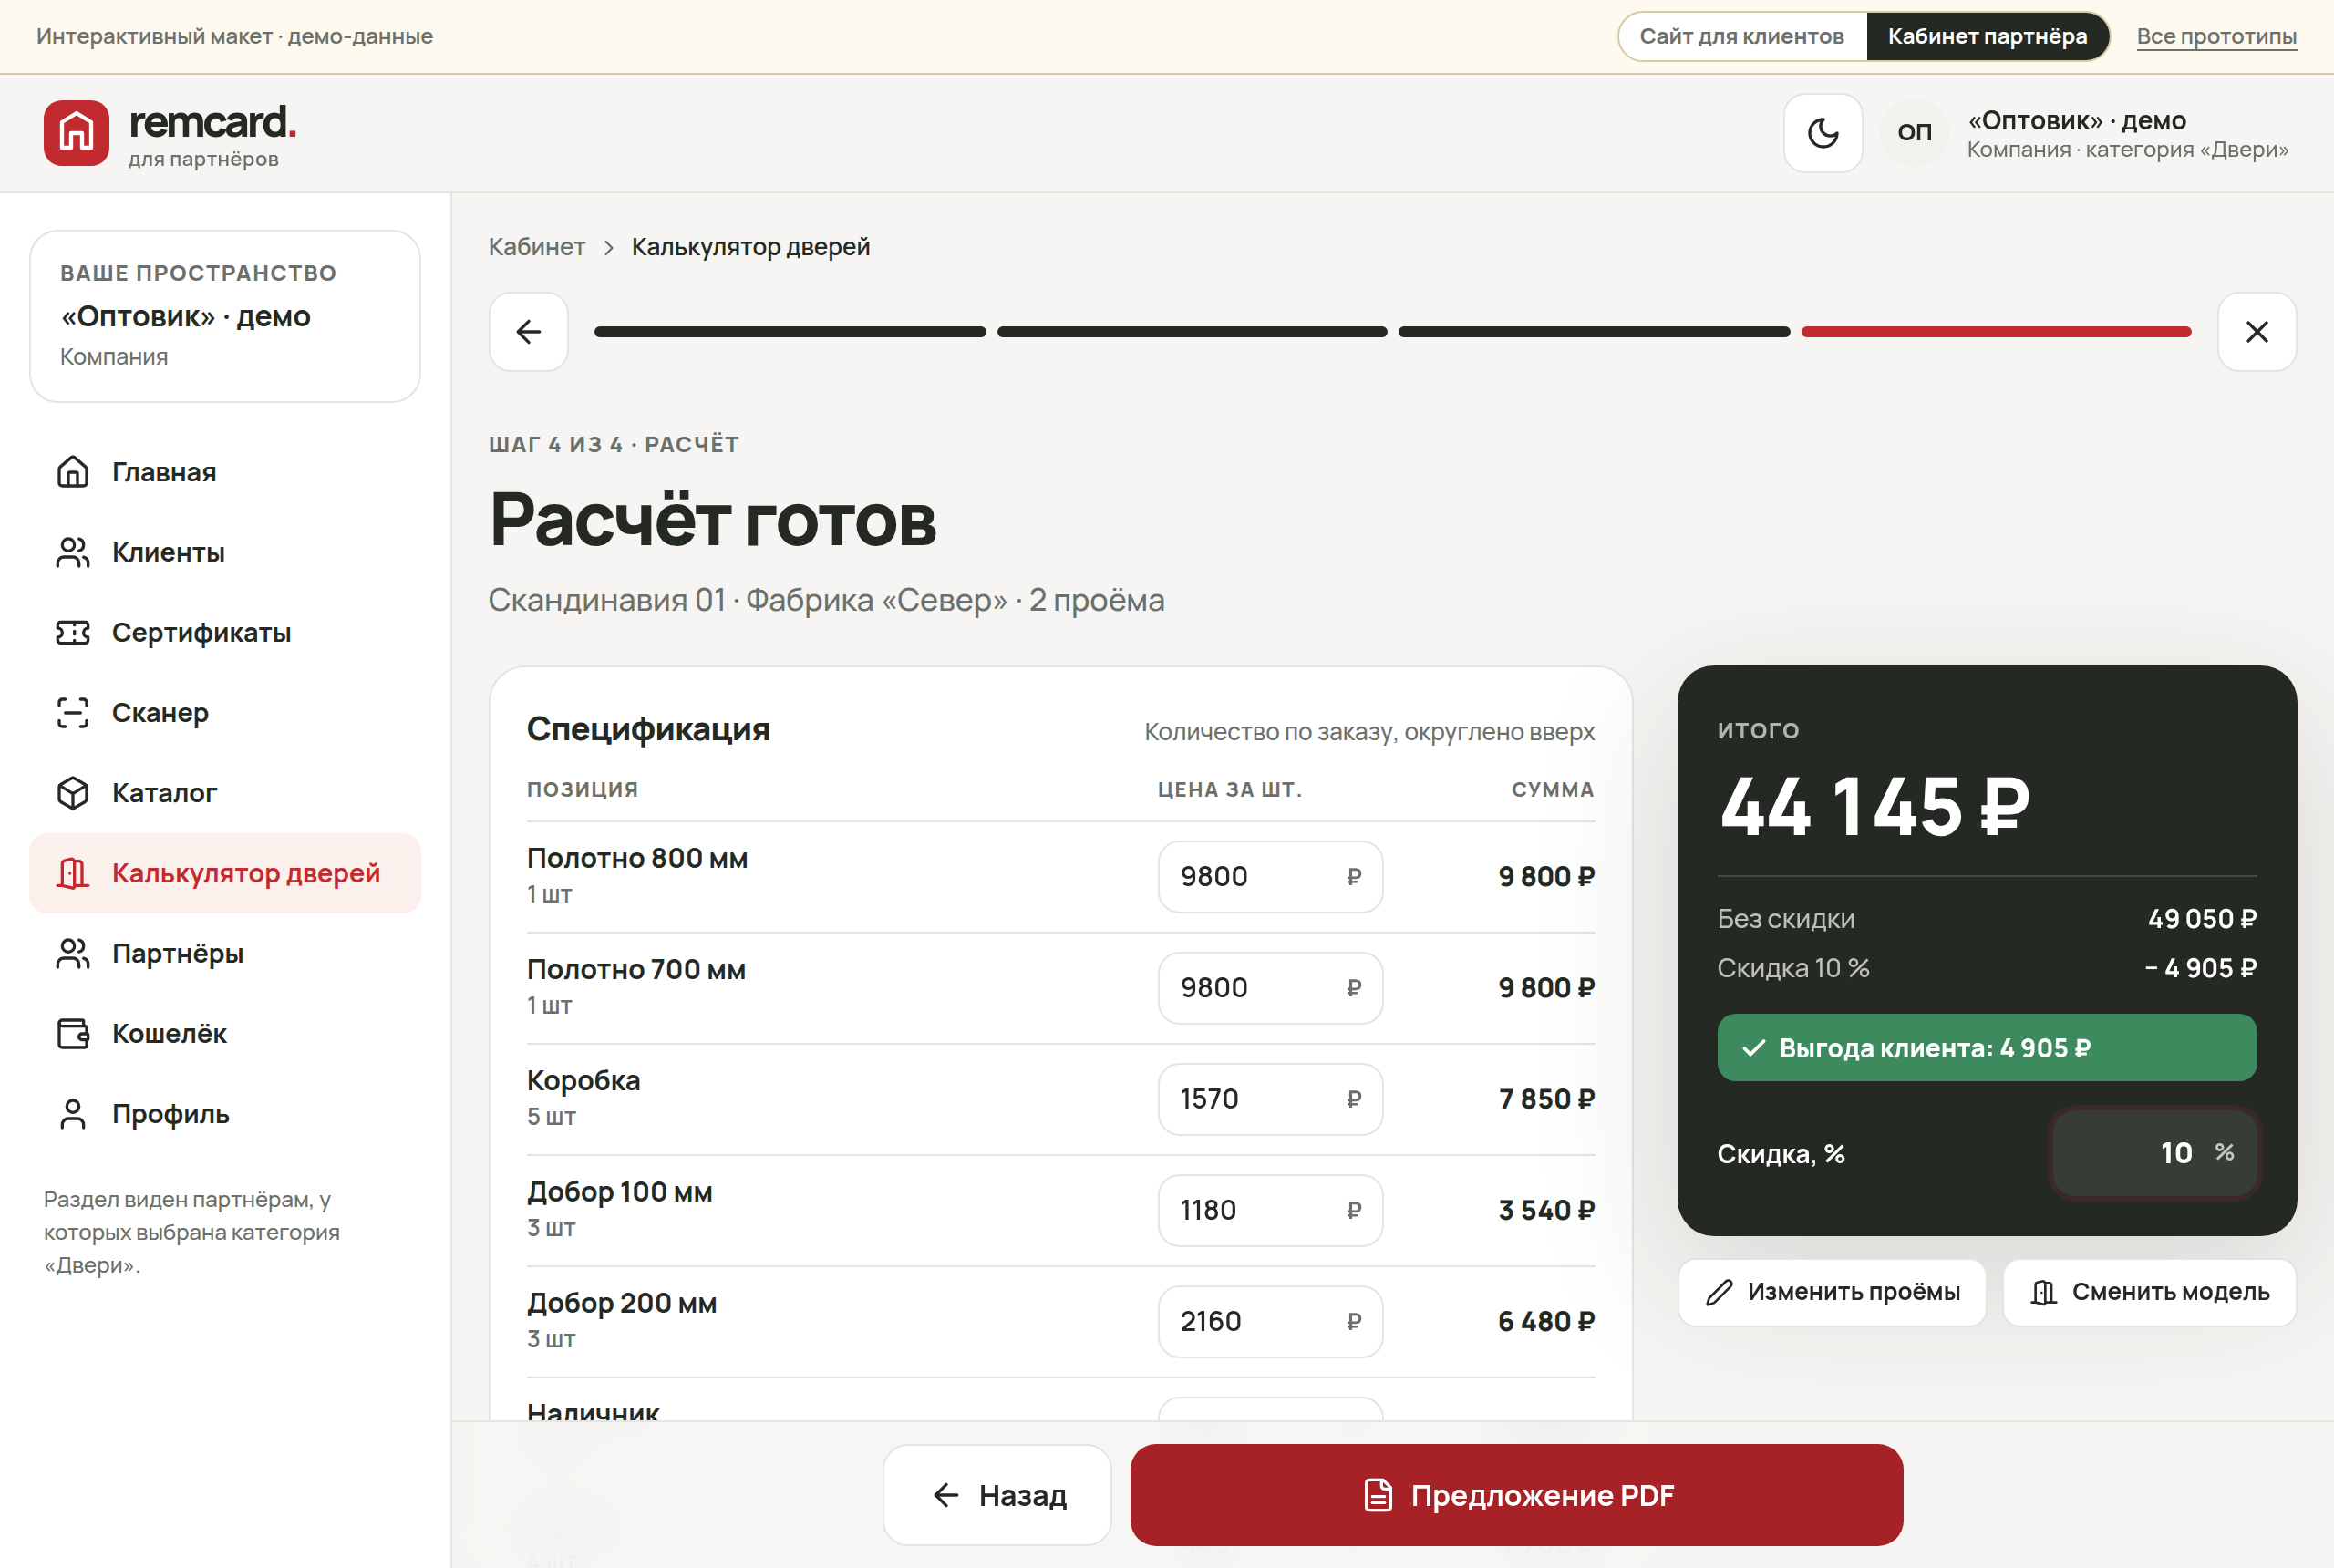 Интерактивный макет · демо-данные
Сайт для клиентов
Кабинет партнёра
Все прототипы
remcard.
для партнёров
ОП
«Оптовик» · демо
Компания · категория «Двери»
ВАШЕ ПРОСТРАНСТВО
«Оптовик» · демо
Компания
Главная
Клиенты
Сертификаты
Сканер
Каталог
Калькулятор дверей
Партнёры
Кошелёк
Профиль
Раздел виден партнёрам, у
которых выбрана категория
«Двери».
Кабинет > Калькулятор дверей
ШАГ 4 ИЗ 4 · РАСЧЁТ
Расчёт готов
Скандинавия 01 · Фабрика «Север» · 2 проёма
Спецификация
Количество по заказу, округлено вверх
ПОЗИЦИЯ ЦЕНА ЗА ШТ. СУММА
Полотно 800 мм
1 шт
9800 ₽
9 800 ₽
Полотно 700 мм
1 шт
9800 ₽
9 800 ₽
Коробка
5 шт
1570 ₽
7 850 ₽
Добор 100 мм
3 шт
1180 ₽
3 540 ₽
Добор 200 мм
3 шт
2160 ₽
6 480 ₽
Наличник
ИТОГО
44 145 ₽
Без скидки 49 050 ₽
Скидка 10 % − 4 905 ₽
Выгода клиента: 4 905 ₽
Скидка, % 10 %
Изменить проёмы
Сменить модель
Назад
Предложение PDF